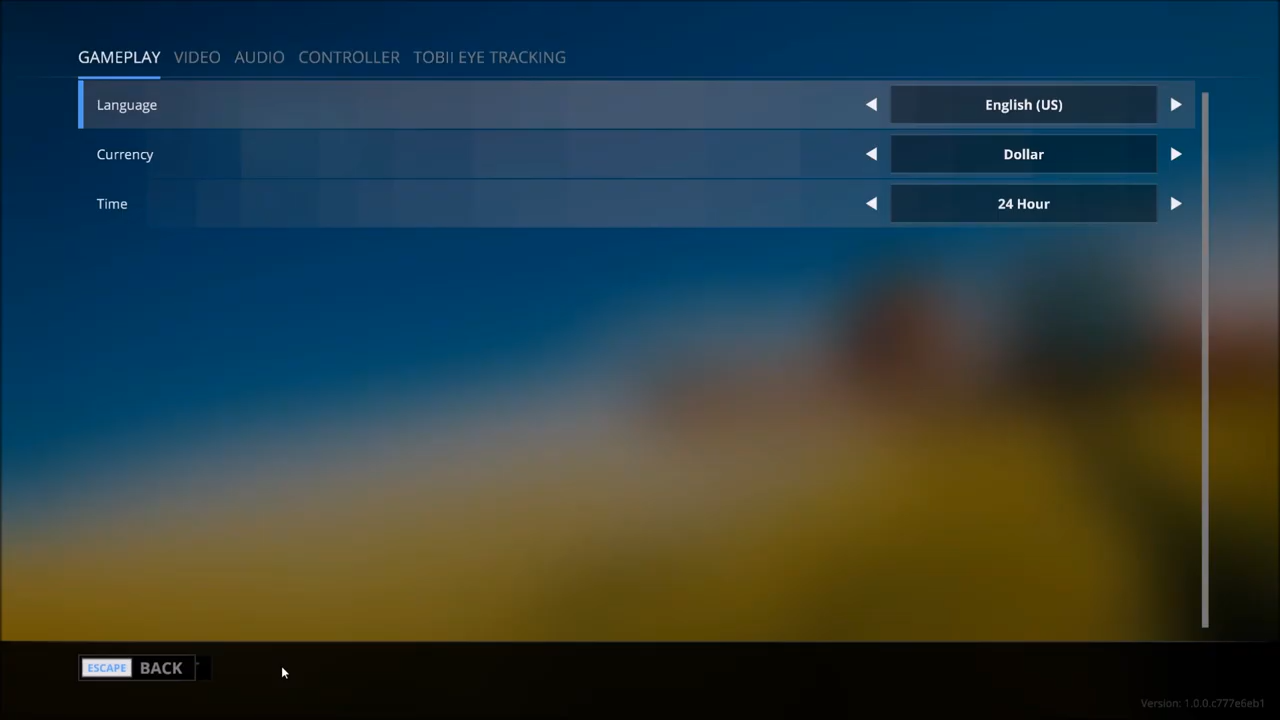 GAMEPLAY VIDEO AUDIO CONTROLLER TOBII EYE TRACKING
Language English (US)
Currency Dollar
Time 24 Hour
ESCAPE BACK
Version: 1.0.0.c777e6eb1